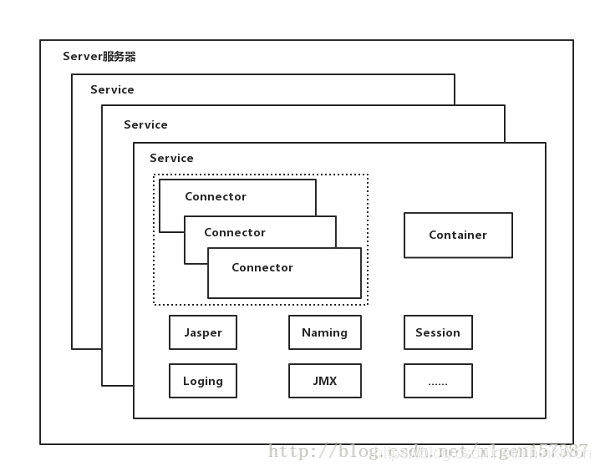 Server服务器
Service
Service
Service
Connector
Connector
Connector
Container
Jasper
Naming
Session
Loging
JMX
......
http://blog.csdn.net/xlgen157387